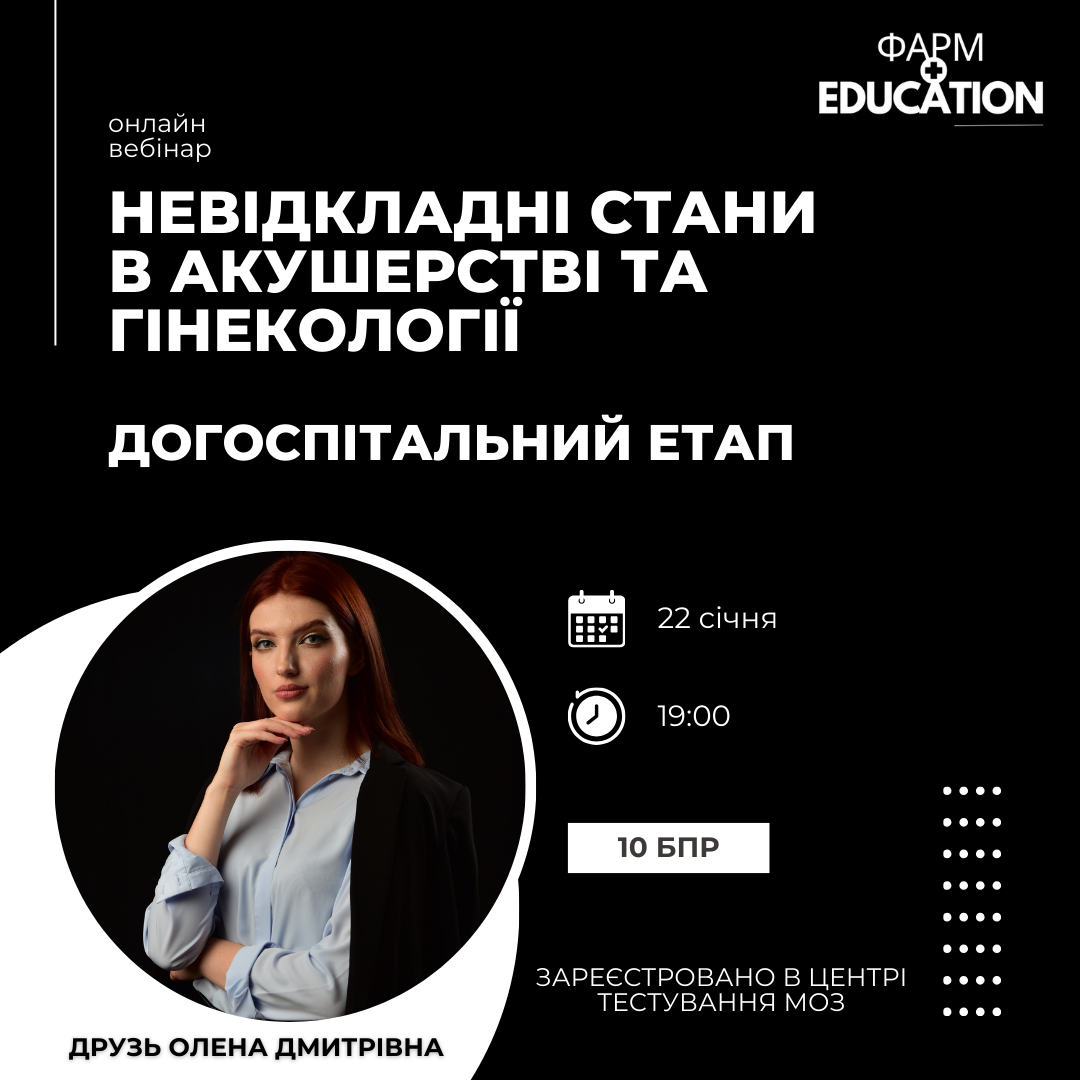 ФАРМ
EDUCATION
онлайн
вебінар
НЕВІДКЛАДНІ СТАНИ
В АКУШЕРСТВІ ТА
ГІНЕКОЛОГІЇ
ДОГОСПІТАЛЬНИЙ ЕТАП
22 січня
19:00
10 БПР
ЗАРЕЄСТРОВАНО В ЦЕНТРІ
ТЕСТУВАННЯ МОЗ
ДРУЗЬ ОЛЕНА ДМИТРІВНА